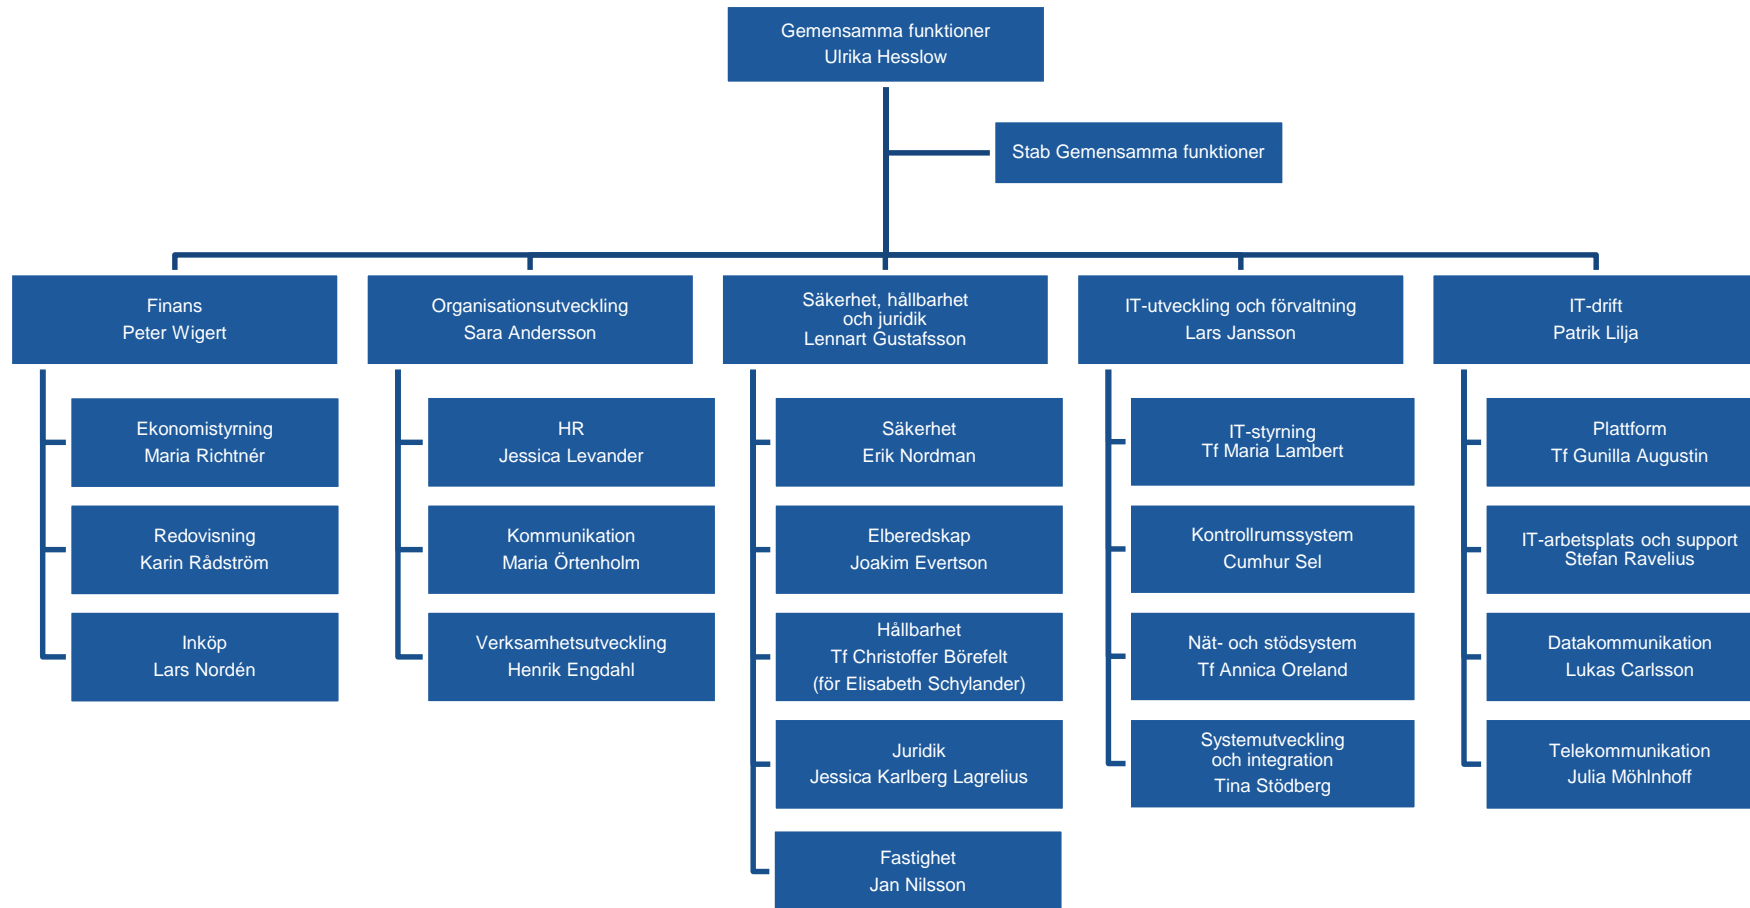 Gemensamma funktioner
Ulrika Hesslow
Stab Gemensamma funktioner
Finans
Peter Wigert
Ekonomistyrning
Maria Richtnér
Redovisning
Karin Rådström
Inköp
Lars Nordén
Organisationsutveckling
Sara Andersson
HR
Jessica Levander
Kommunikation
Maria Örtenholm
Verksamhetsutveckling
Henrik Engdahl
Säkerhet, hållbarhet
och juridik
Lennart Gustafsson
Säkerhet
Erik Nordman
Elberedskap
Joakim Evertson
Hållbarhet
Tf Christoffer Börefelt
(för Elisabeth Schylander)
Juridik
Jessica Karlberg Lagrelius
Fastighet
Jan Nilsson
IT-utveckling och förvaltning
Lars Jansson
IT-styrning
Tf Maria Lambert
Kontrollrumssystem
Cumhur Sel
Nät- och stödsystem
Tf Annica Oreland
Systemutveckling
och integration
Tina Stödberg
IT-drift
Patrik Lilja
Plattform
Tf Gunilla Augustin
IT-arbetsplats och support
Stefan Ravelius
Datakommunikation
Lukas Carlsson
Telekommunikation
Julia Möhlnhoff